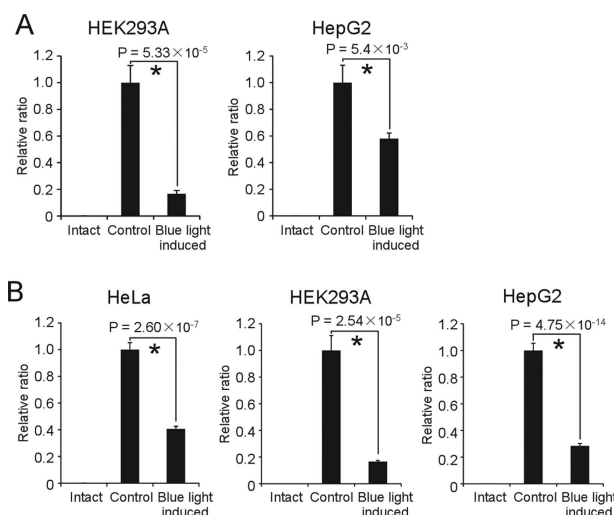 A
HEK293A
HepG2
P = 5.33×10-5
P = 5.4×10-3
*
*
Relative ratio
1.2
1.0
0.8
0.6
0.4
0.2
0
Intact Control Blue light induced
Relative ratio
1.2
1.0
0.8
0.6
0.4
0.2
0
Intact Control Blue light induced
B
HeLa
HEK293A
HepG2
P = 2.60×10-7
P = 2.54×10-5
P = 4.75×10-14
*
*
*
Relative ratio
1.2
1.0
0.8
0.6
0.4
0.2
0
Intact Control Blue light induced
Relative ratio
1.2
1.0
0.8
0.6
0.4
0.2
0
Intact Control Blue light induced
Relative ratio
1.2
1.0
0.8
0.6
0.4
0.2
0
Intact Control Blue light induced